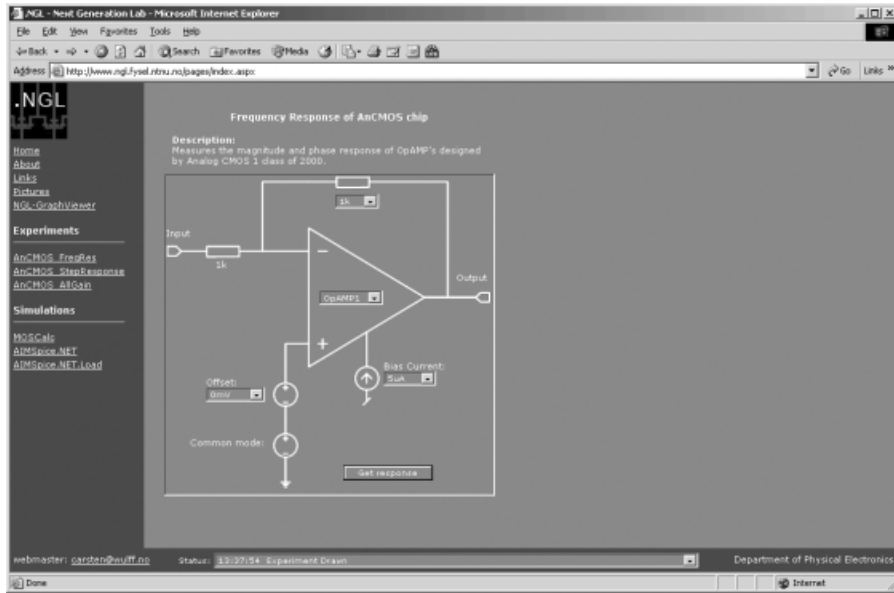 .NGL - Next Generation Lab - Microsoft Internet Explorer
File Edit View Favorites Tools Help
Back Search Favorites Media
Address http://www.ngl.fysel.ntnu.no/pages/index.aspx Go Links »
.NGL
Home
About
Links
Pictures
NGL-GraphViewer
Experiments
AnCMOS_FreqRes
AnCMOS_StepResponse
AnCMOS_AllGain
Simulations
MOSCalc
AIMSpice.NET
AIMSpice.NET.Load
Frequency Response of AnCMOS chip
Description:
Measures the magnitude and phase response of OpAMP's designed
by Analog CMOS 1 class of 2000.
1k
Input
1k
−
Output
OpAMP1
+
Bias Current:
5uA
Offset:
0mV
Common mode:
Get response
webmaster: carsten@wulff.no Status: 13:37:54 Experiment Drawn Department of Physical Electronics
Done Internet